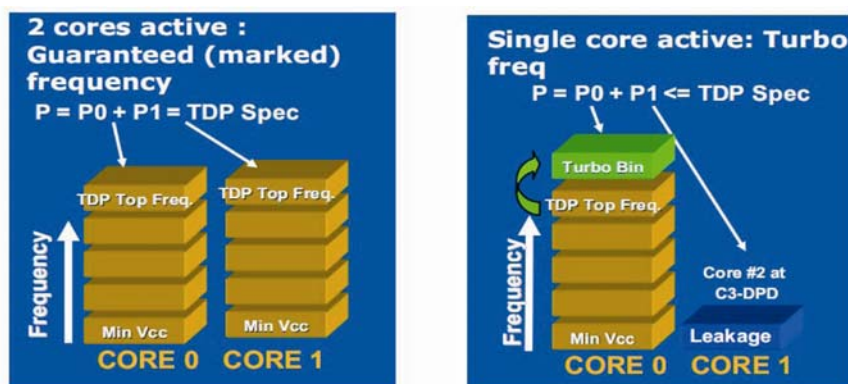 2 cores active :
Guaranteed (marked)
frequency
P = P0 + P1 = TDP Spec
TDP Top Freq.
TDP Top Freq.
Frequency
Min Vcc
Min Vcc
CORE 0
CORE 1
Single core active: Turbo
freq
P = P0 + P1 <= TDP Spec
Turbo Bin
TDP Top Freq.
Frequency
Core #2 at
C3-DPD
Min Vcc
Leakage
CORE 0
CORE 1